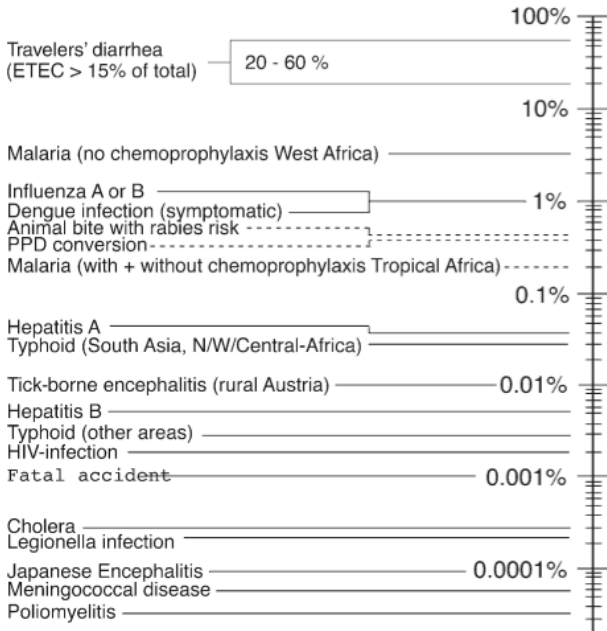 100%
Travelers’ diarrhea
(ETEC > 15% of total)
20 - 60 %
10%
Malaria (no chemoprophylaxis West Africa)
Influenza A or B
1%
Dengue infection (symptomatic)
Animal bite with rabies risk
PPD conversion
Malaria (with + without chemoprophylaxis Tropical Africa)
0.1%
Hepatitis A
Typhoid (South Asia, N/W/Central-Africa)
Tick-borne encephalitis (rural Austria)
0.01%
Hepatitis B
Typhoid (other areas)
HIV-infection
Fatal accident
0.001%
Cholera
Legionella infection
Japanese Encephalitis
0.0001%
Meningococcal disease
Poliomyelitis